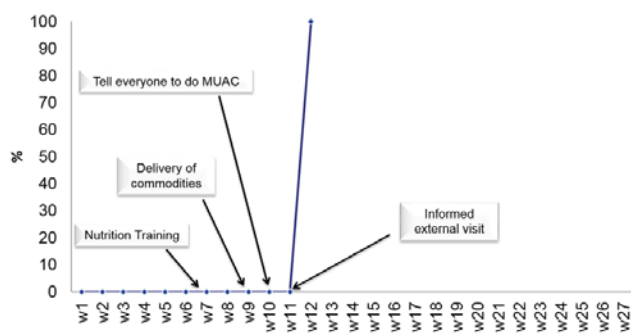 100
90
80
70
60
50
40
30
20
10
0
%
Tell everyone to do MUAC
Delivery of
commodities
Nutrition Training
Informed
external visit
w1 w2 w3 w4 w5 w6 w7 w8 w9 w10 w11 w12 w13 w14 w15 w16 w17 w18 w19 w20 w21 w22 w23 w24 w25 w26 w27